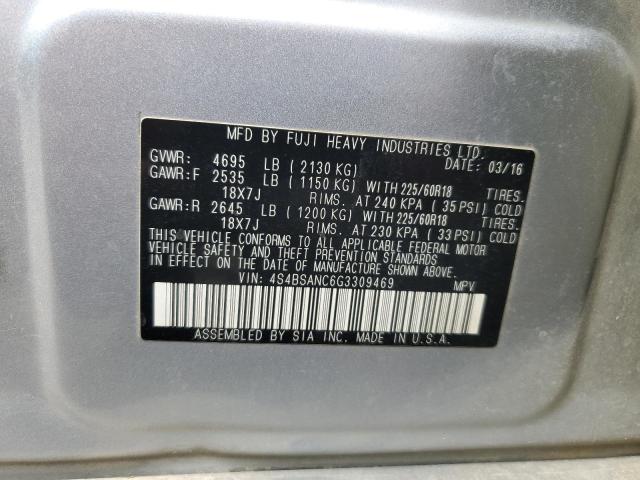 MFD BY FUJI HEAVY INDUSTRIES LTD.
GVWR: 4695 LB ( 2130 KG) DATE: 03/16
GAWR:F 2535 LB ( 1150 KG) WITH 225/60R18 TIRES.
18X7J RIMS. AT 240 KPA ( 35 PSI) COLD
GAWR:R 2645 LB ( 1200 KG) WITH 225/60R18 TIRES.
18X7J RIMS. AT 230 KPA ( 33 PSI) COLD
THIS VEHICLE CONFORMS TO ALL APPLICABLE FEDERAL MOTOR
VEHICLE SAFETY AND THEFT PREVENTION STANDARDS IN
EFFECT ON THE DATE OF MANUFACTURE SHOWN ABOVE.
VIN: 4S4BSANC6G3309469 MPV
ASSEMBLED BY SIA INC. MADE IN U.S.A.